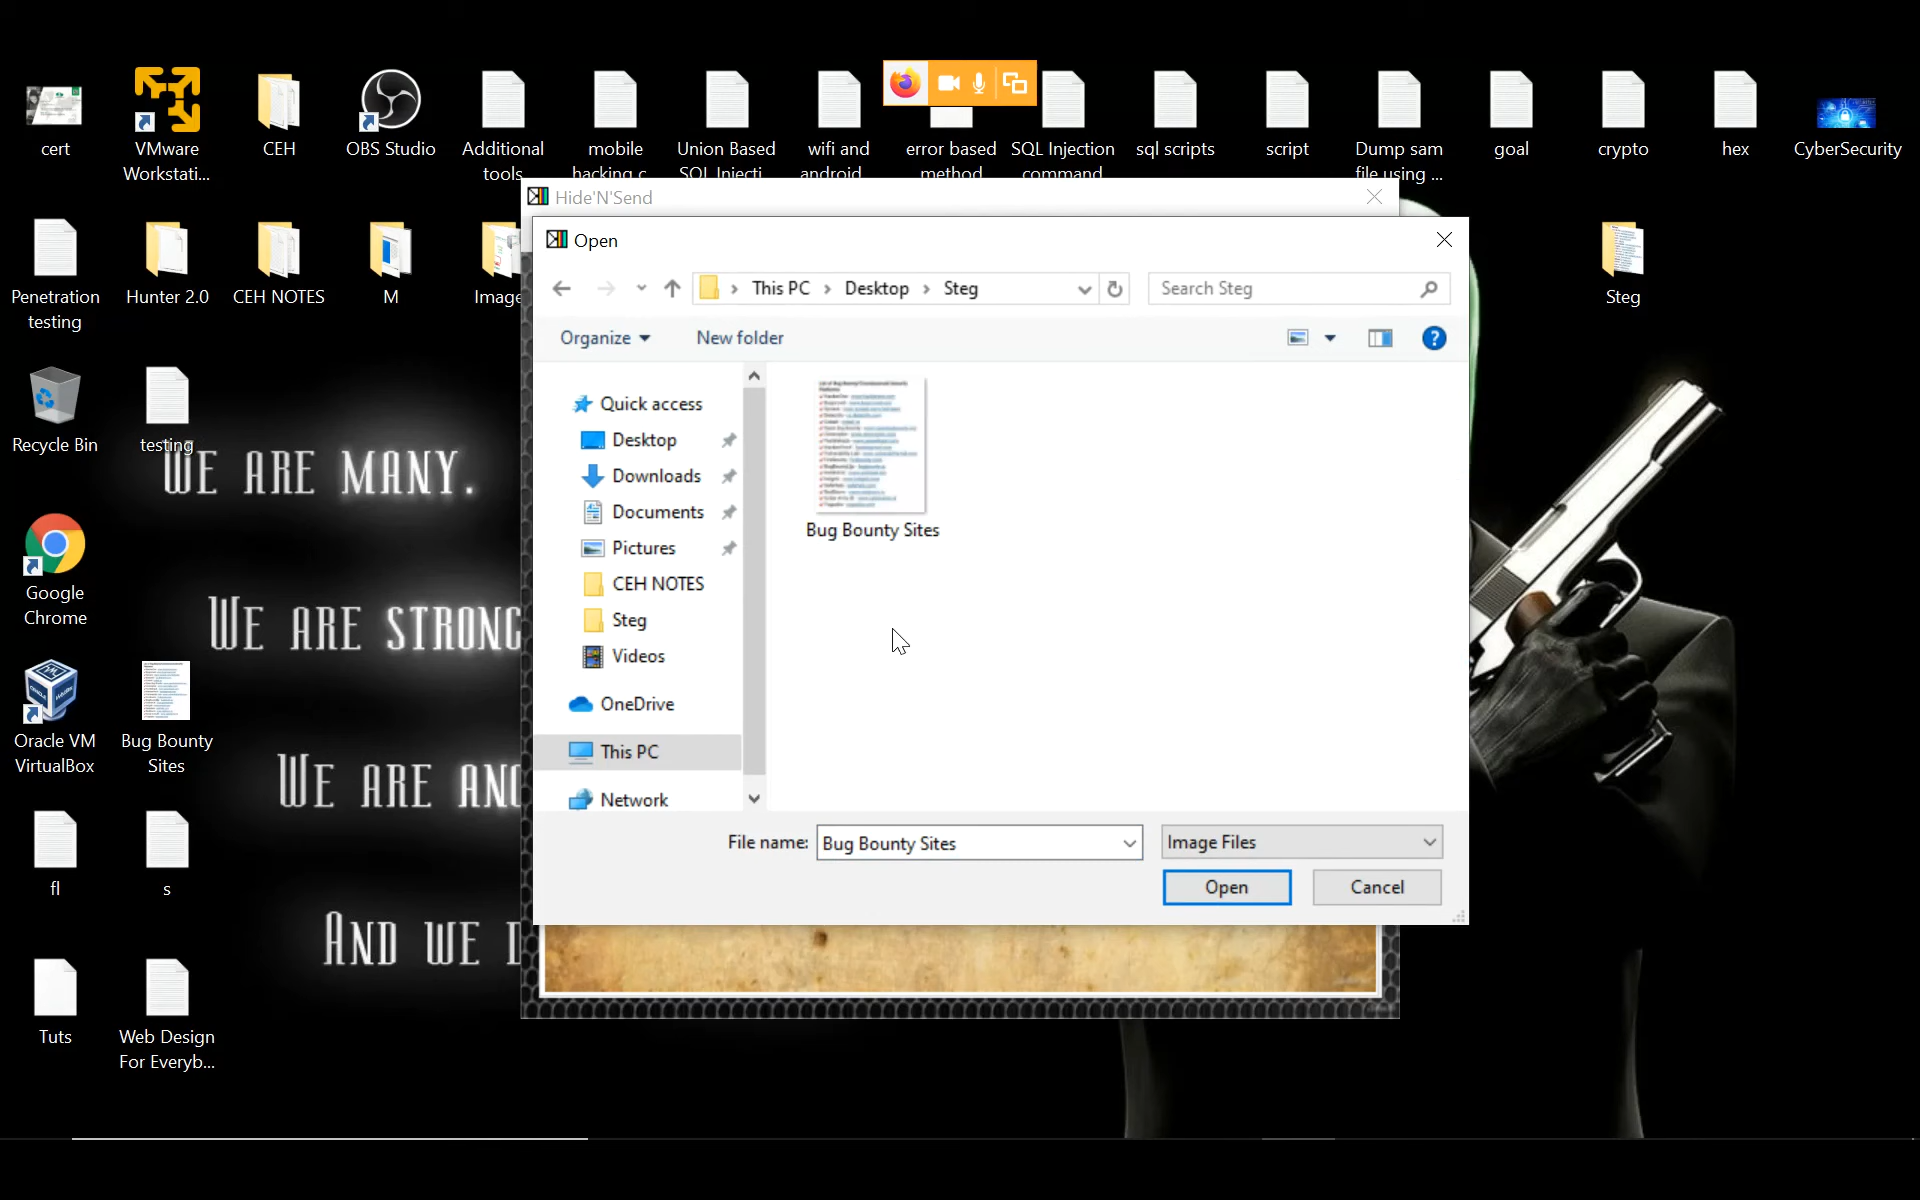 cert
VMware
Workstati...
CEH
OBS Studio
Additional
tools
mobile
hacking c
Union Based
SQL Injecti
wifi and
android
error based
method
SQL Injection
command
sql scripts
script
Dump sam
file using ...
goal
crypto
hex
CyberSecurity
Penetration
testing
Hunter 2.0
CEH NOTES
M
Image
Steg
Recycle Bin
testing
Google
Chrome
Oracle VM
VirtualBox
Bug Bounty
Sites
fl
s
Tuts
Web Design
For Everyb...
WE ARE MANY.
WE ARE STRONG
WE ARE
AND WE
Hide'N'Send
Open
This PC
Desktop
Steg
Search Steg
Organize
New folder
Quick access
Desktop
Downloads
Documents
Pictures
CEH NOTES
Steg
Videos
OneDrive
This PC
Network
Bug Bounty Sites
File name:
Bug Bounty Sites
Image Files
Open
Cancel